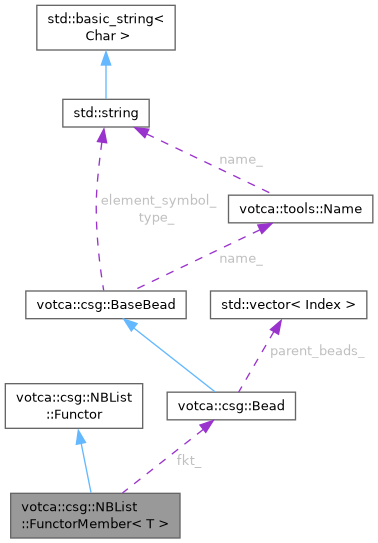 std::basic_string<
Char >
std::string
name_
element_symbol_
type_
votca::tools::Name
name_
votca::csg::BaseBead
std::vector< Index >
parent_beads_
votca::csg::NBList
::Functor
votca::csg::Bead
fkt_
votca::csg::NBList
::FunctorMember< T >